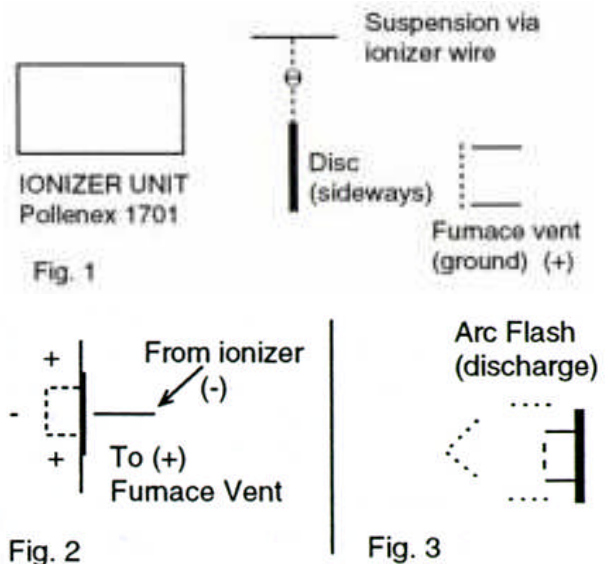 Suspension via
ionizer wire
IONIZER UNIT
Pollenex 1701
Disc
(sideways)
Furnace vent
(ground) (+)
Fig. 1
+
-
+
From ionizer
(-)
To (+)
Furnace Vent
Fig. 2
Arc Flash
(discharge)
Fig. 3